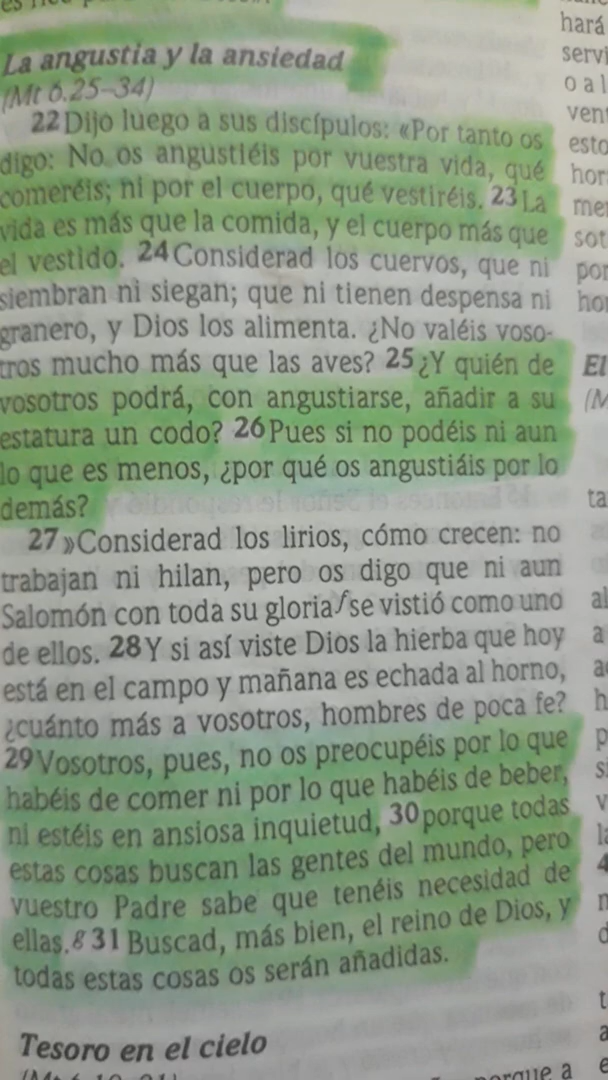 La angustia y la ansiedad
(Mt 6.25–34)
22 Dijo luego a sus discípulos: «Por tanto os
digo: No os angustiéis por vuestra vida, qué
comeréis; ni por el cuerpo, qué vestiréis. 23 La
vida es más que la comida, y el cuerpo más que
el vestido. 24 Considerad los cuervos, que ni
siembran ni siegan; que ni tienen despensa ni
granero, y Dios los alimenta. ¿No valéis voso-
tros mucho más que las aves? 25 ¿Y quién de
vosotros podrá, con angustiarse, añadir a su
estatura un codo? 26 Pues si no podéis ni aun
lo que es menos, ¿por qué os angustiáis por lo
demás?
27 »Considerad los lirios, cómo crecen: no
trabajan ni hilan, pero os digo que ni aun
Salomón con toda su gloria f se vistió como uno
de ellos. 28 Y si así viste Dios la hierba que hoy
está en el campo y mañana es echada al horno,
¿cuánto más a vosotros, hombres de poca fe?
29 Vosotros, pues, no os preocupéis por lo que
habéis de comer ni por lo que habéis de beber,
ni estéis en ansiosa inquietud, 30 porque todas
estas cosas buscan las gentes del mundo, pero
vuestro Padre sabe que tenéis necesidad de
ellas. g 31 Buscad, más bien, el reino de Dios, y
todas estas cosas os serán añadidas.
Tesoro en el cielo
hará
o a l
El